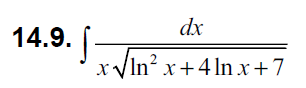 14.9. ∫ dx / (x√(ln² x + 4 ln x + 7))